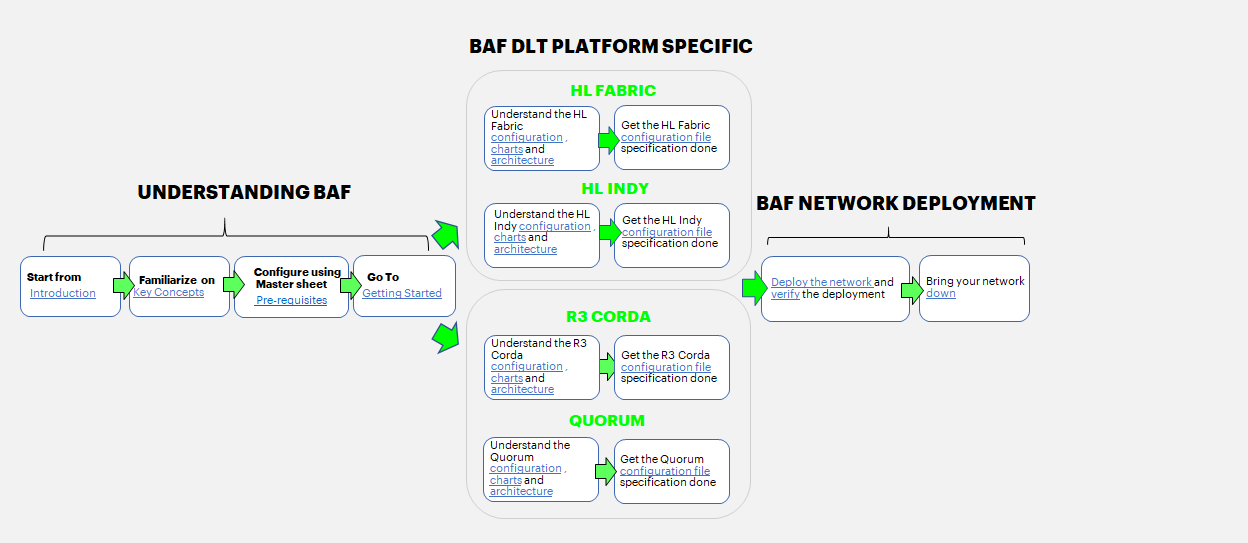 BAF DLT PLATFORM SPECIFIC
HL FABRIC
Understand the HL
Fabric
configuration ,
charts and
architecture
Get the HL Fabric
configuration file
specification done
HL INDY
Understand the HL
Indy configuration ,
charts and
architecture
Get the HL Indy
configuration file
specification done
UNDERSTANDING BAF
Start from
Introduction
Familiarize on
Key Concepts
Configure using
Master sheet
Pre-requisites
Go To
Getting Started
R3 CORDA
Understand the R3
Corda
configuration ,
charts and
architecture
Get the R3 Corda
configuration file
specification done
QUORUM
Understand the
Quorum
configuration ,
charts and
architecture
Get the Quorum
configuration file
specification done
BAF NETWORK DEPLOYMENT
Deploy the network and
verify the deployment
Bring your network
down